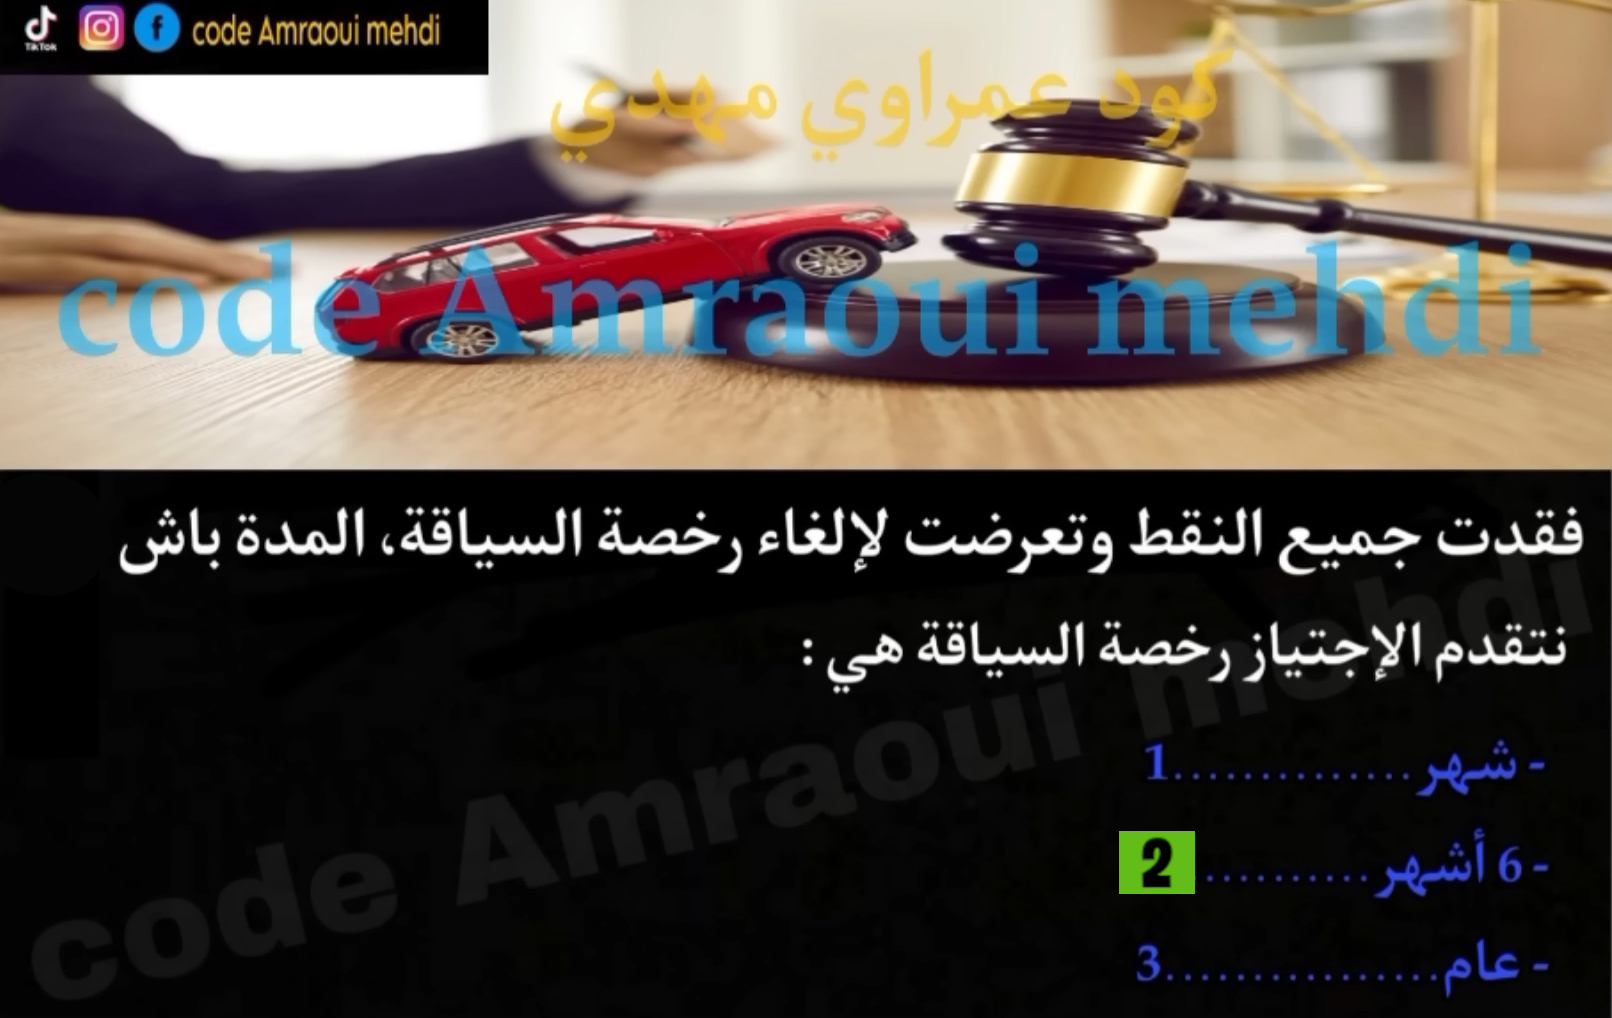 TikTok
code Amraoui mehdi
كود عمراوي مهدي
code Amraoui mehdi
فقدت جميع النقط وتعرضت لإلغاء رخصة السياقة، المدة باش
نتقدم الإجتياز رخصة السياقة هي :
- شهر ..............1
- 6 أشهر .......... 2
- عام................3
code Amraoui mehdi